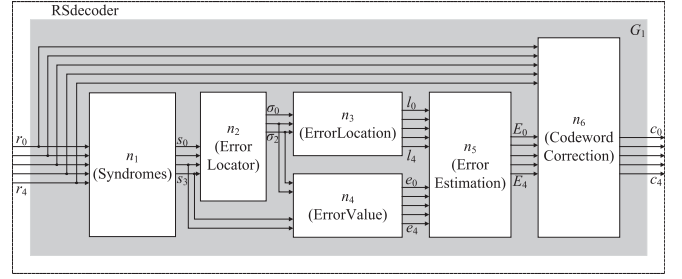 RSdecoder
G₁
r₀
r₄
n₁
(Syndromes)
s₀
s₃
n₂
(Error
Locator)
σ₀
σ₂
n₃
(ErrorLocation)
l₀
l₄
n₄
(ErrorValue)
e₀
e₄
n₅
(Error
Estimation)
E₀
E₄
n₆
(Codeword
Correction)
c₀
c₄